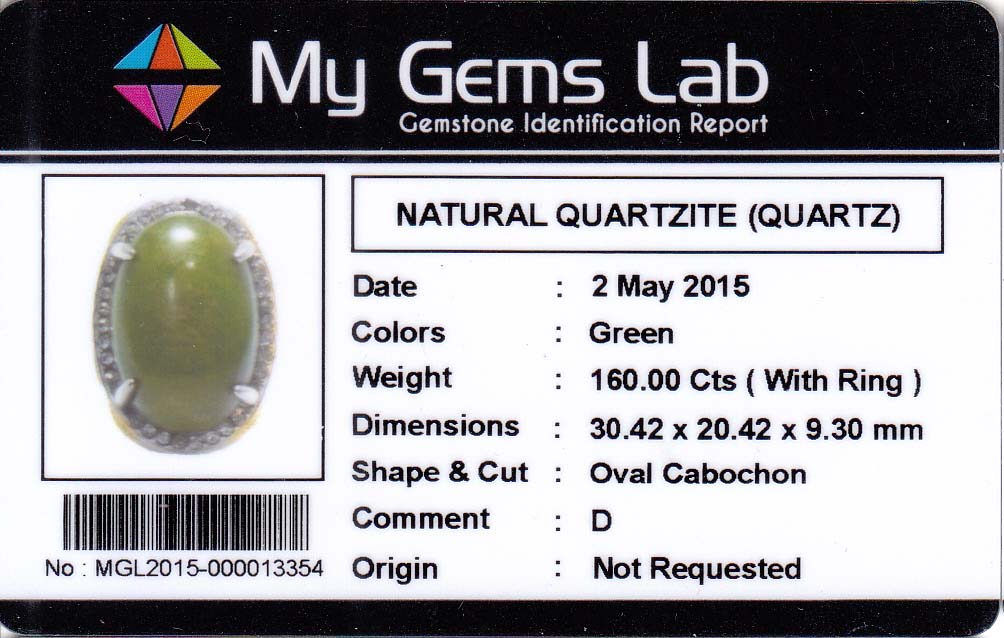 My Gems Lab
Gemstone Identification Report
NATURAL QUARTZITE (QUARTZ)
Date : 2 May 2015
Colors : Green
Weight : 160.00 Cts ( With Ring )
Dimensions : 30.42 x 20.42 x 9.30 mm
Shape & Cut : Oval Cabochon
Comment : D
Origin : Not Requested
No : MGL2015-000013354